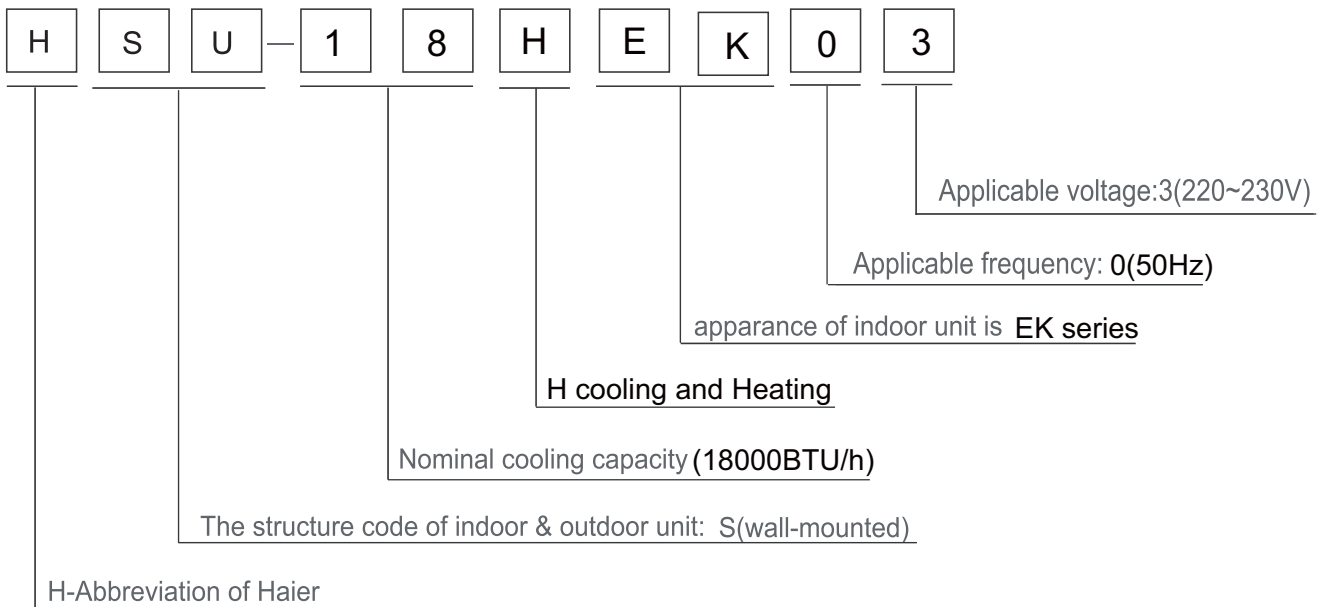 H S U — 1 8 H E K 0 3
Applicable voltage:3(220~230V)
Applicable frequency: 0(50Hz)
apparance of indoor unit is EK series
H cooling and Heating
Nominal cooling capacity (18000BTU/h)
The structure code of indoor & outdoor unit: S(wall-mounted)
H-Abbreviation of Haier